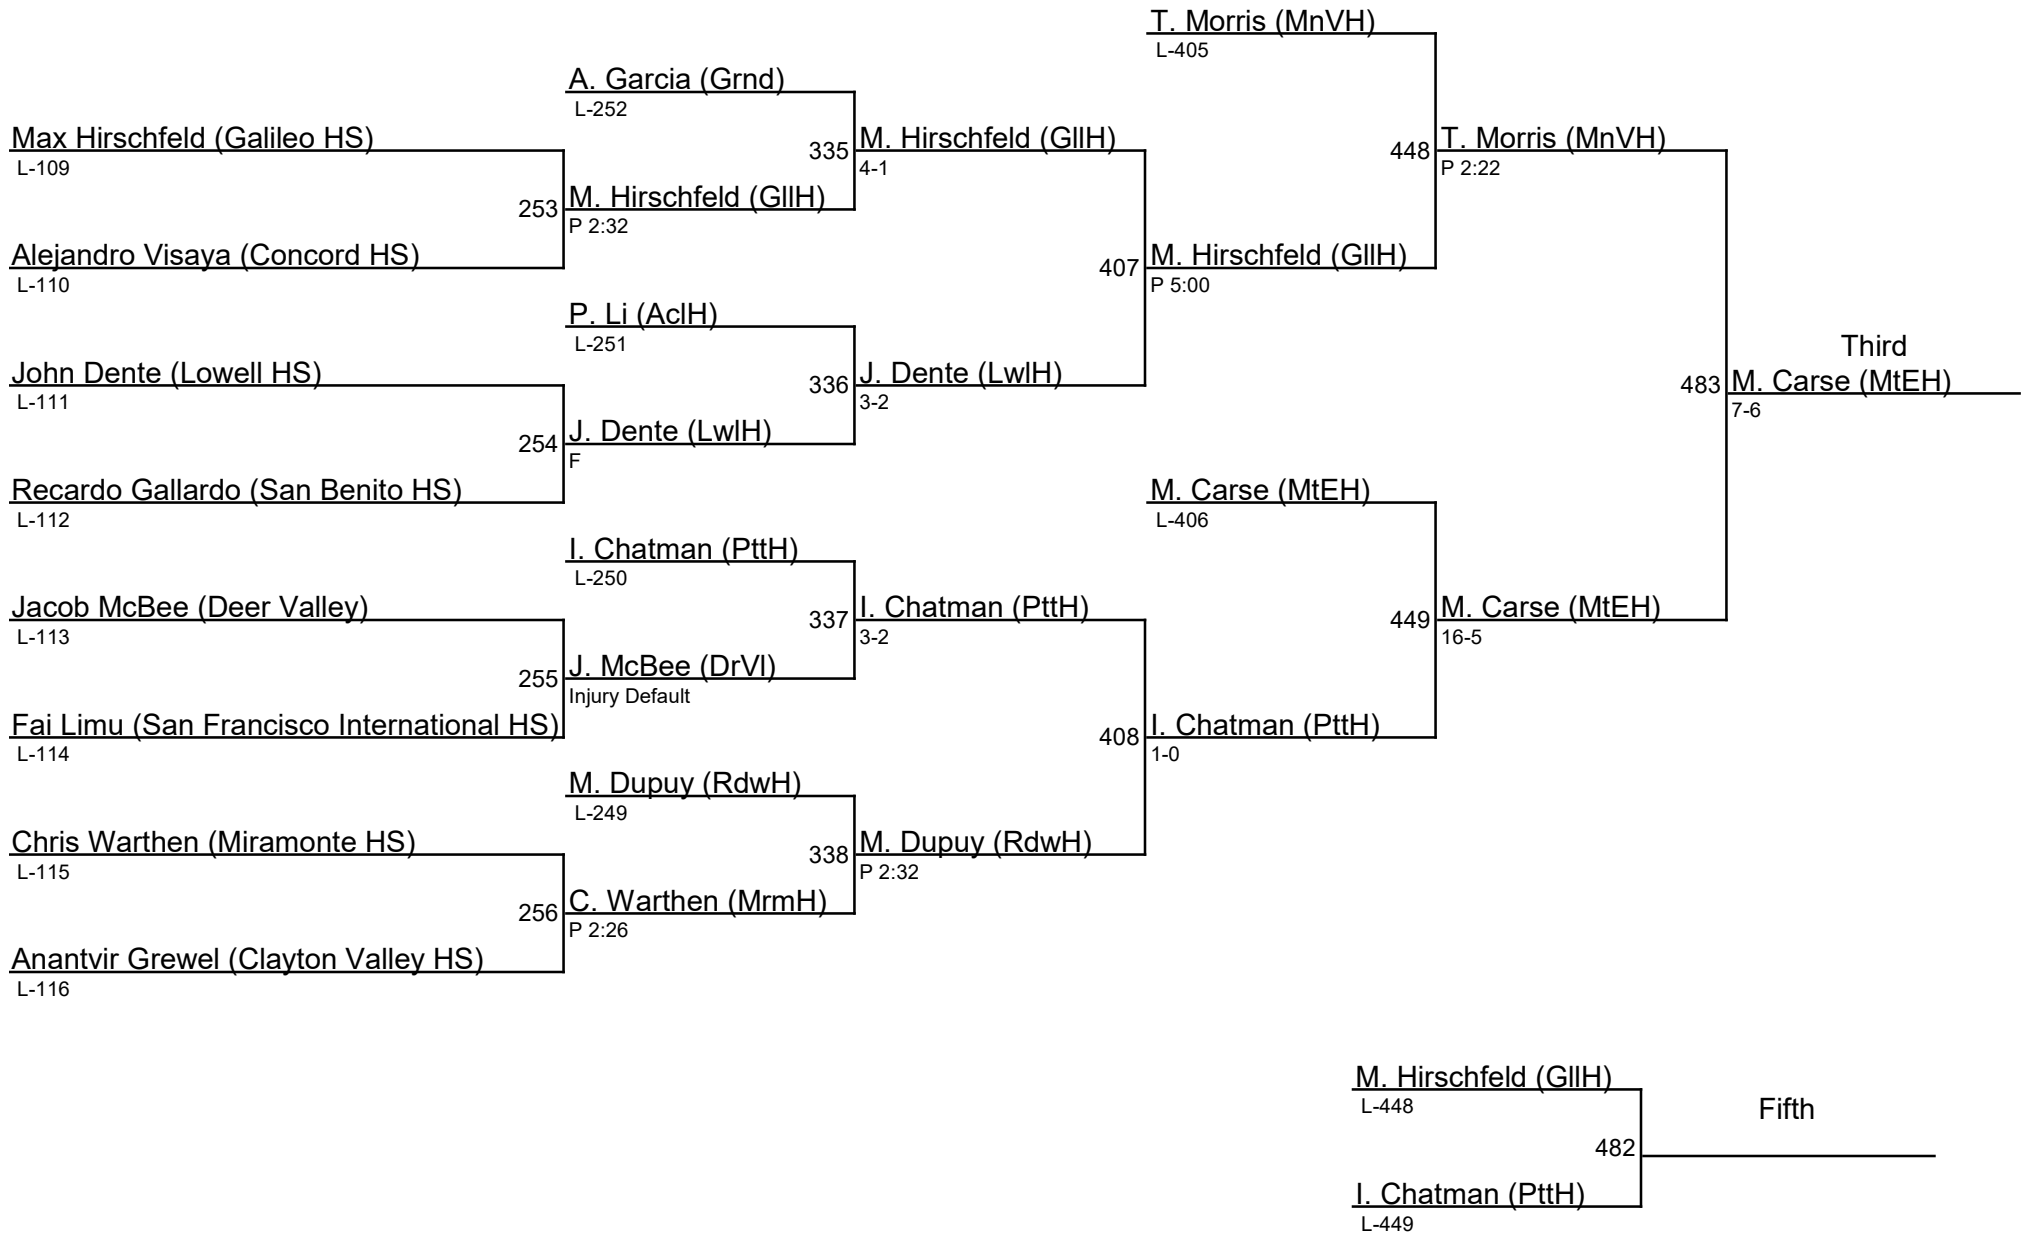 T. Morris (MnVH)
L-405
A. Garcia (Grnd)
L-252
Max Hirschfeld (Galileo HS)
L-109
335
M. Hirschfeld (GllH)
4-1
448
T. Morris (MnVH)
P 2:22
253
M. Hirschfeld (GllH)
P 2:32
Alejandro Visaya (Concord HS)
L-110
407
M. Hirschfeld (GllH)
P 5:00
P. Li (AclH)
L-251
Third
John Dente (Lowell HS)
L-111
336
J. Dente (LwlH)
3-2
483
M. Carse (MtEH)
7-6
254
J. Dente (LwlH)
F
Recardo Gallardo (San Benito HS)
L-112
M. Carse (MtEH)
L-406
I. Chatman (PttH)
L-250
Jacob McBee (Deer Valley)
L-113
337
I. Chatman (PttH)
3-2
449
M. Carse (MtEH)
16-5
255
J. McBee (DrVl)
Injury Default
Fai Limu (San Francisco International HS)
L-114
408
I. Chatman (PttH)
1-0
M. Dupuy (RdwH)
L-249
Chris Warthen (Miramonte HS)
L-115
338
M. Dupuy (RdwH)
P 2:32
256
C. Warthen (MrmH)
P 2:26
Anantvir Grewel (Clayton Valley HS)
L-116
M. Hirschfeld (GllH)
L-448
Fifth
482
I. Chatman (PttH)
L-449